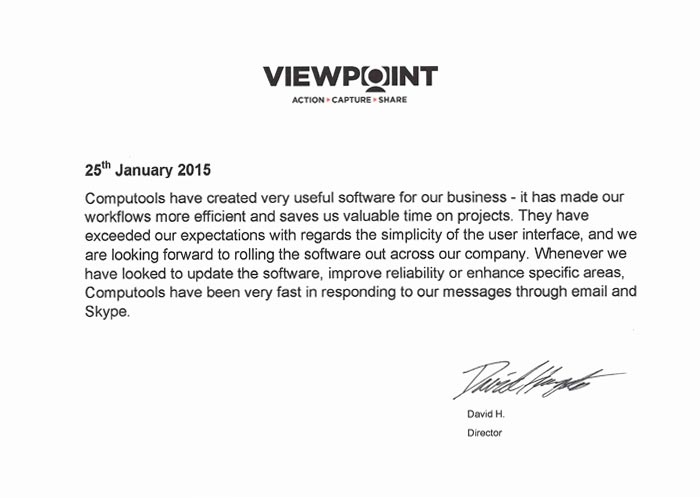 VIEWPOINT
ACTION▸CAPTURE▸SHARE
25th January 2015
Computools have created very useful software for our business - it has made our
workflows more efficient and saves us valuable time on projects. They have
exceeded our expectations with regards the simplicity of the user interface, and we
are looking forward to rolling the software out across our company. Whenever we
have looked to update the software, improve reliability or enhance specific areas,
Computools have been very fast in responding to our messages through email and
Skype.
David H.
Director